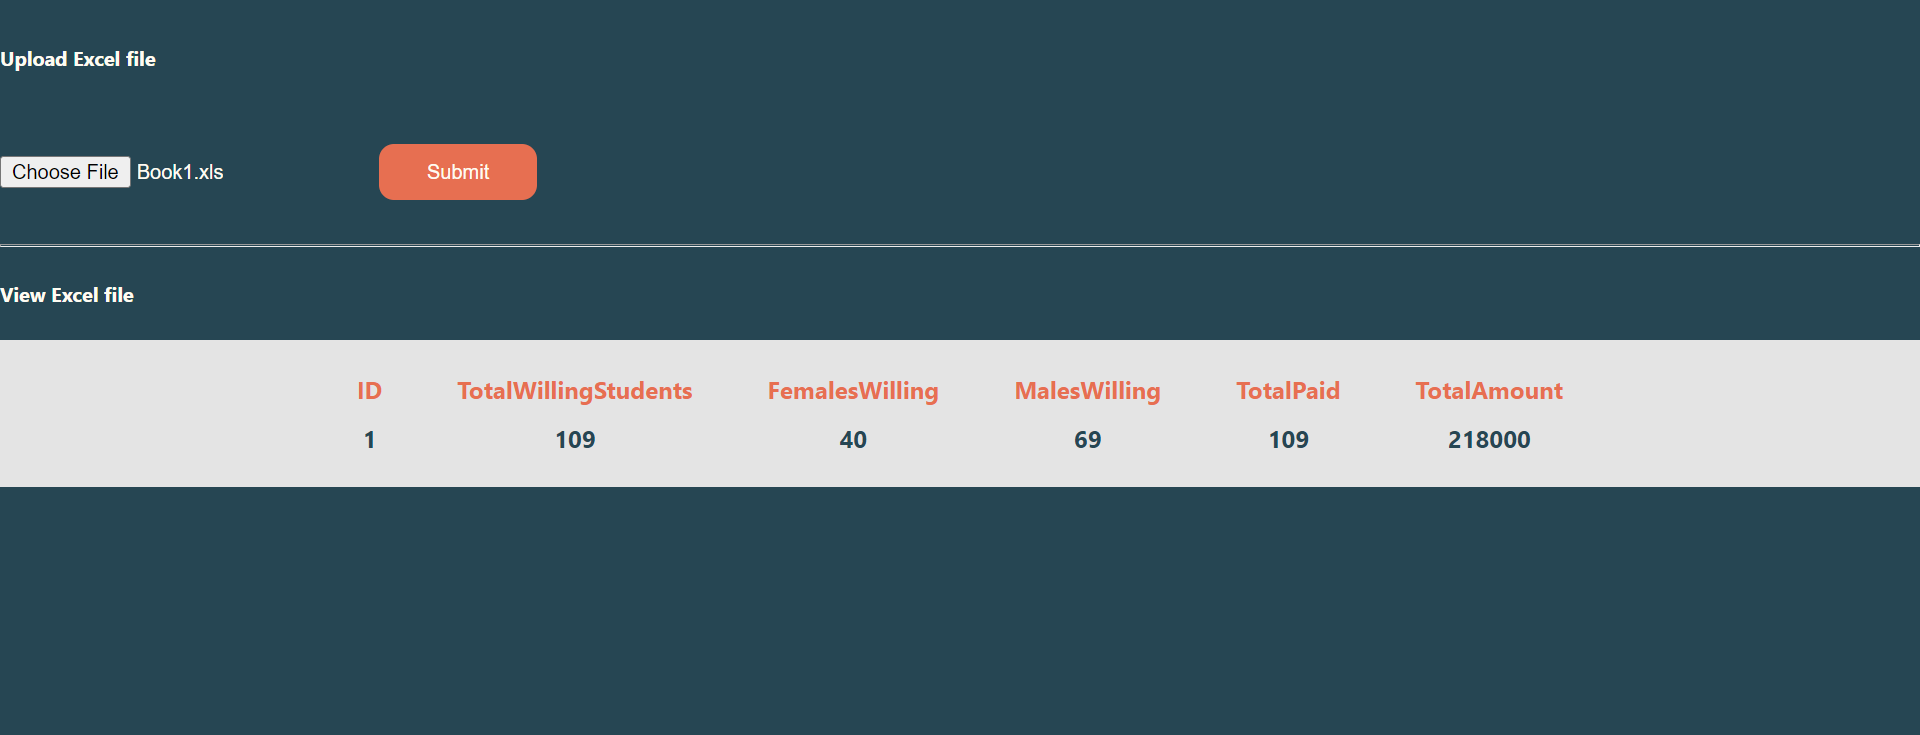 Upload Excel file
Choose File Book1.xls Submit
View Excel file
ID TotalWillingStudents FemalesWilling MalesWilling TotalPaid TotalAmount
1 109 40 69 109 218000